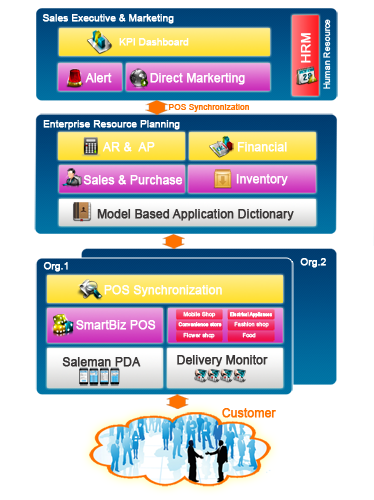 Sales Executive & Marketing
KPI Dashboard
Alert
Direct Markerting
HRM
Human Resource
POS Synchronization
Enterprise Resource Planning
AR & AP
Financial
Sales & Purchase
Inventory
Model Based Application Dictionary
Org.1
Org.2
POS Synchronization
SmartBiz POS
Mobile Shop
Electrical Appliances
Convenience store
Fashion shop
Flower shop
Food
Saleman PDA
Delivery Monitor
Customer